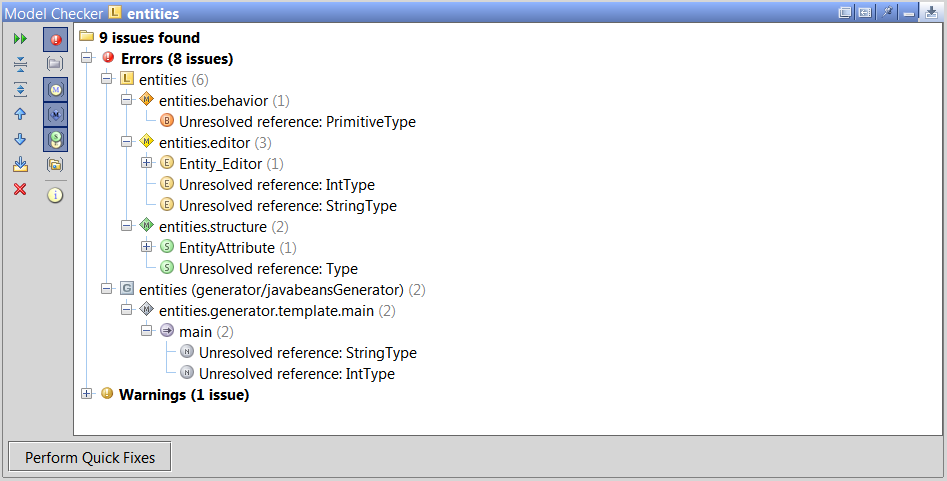 Model Checker L entities
9 issues found
Errors (8 issues)
L entities (6)
M entities.behavior (1)
B Unresolved reference: PrimitiveType
M entities.editor (3)
E Entity_Editor (1)
E Unresolved reference: IntType
E Unresolved reference: StringType
M entities.structure (2)
S EntityAttribute (1)
S Unresolved reference: Type
G entities (generator/javabeansGenerator) (2)
M entities.generator.template.main (2)
main (2)
N Unresolved reference: StringType
N Unresolved reference: IntType
Warnings (1 issue)
Perform Quick Fixes